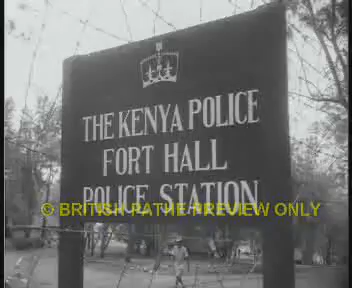 THE KENYA POLICE
FORT HALL
POLICE STATION
© BRITISH PATHE PREVIEW ONLY